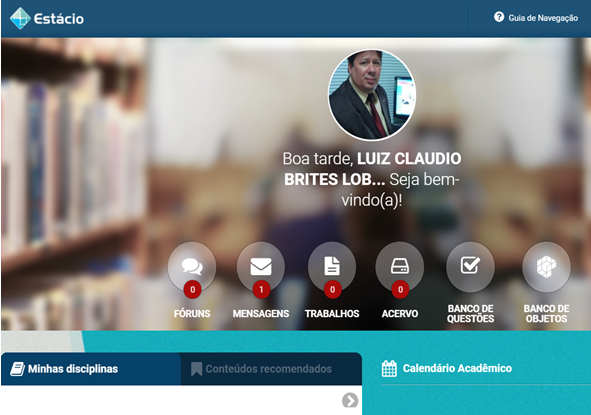 Estácio
Guia de Navegação
Boa tarde, LUIZ CLAUDIO
BRITES LOB... Seja bem-
vindo(a)!
0
1
0
0
FÓRUNS
MENSAGENS
TRABALHOS
ACERVO
BANCO DE
QUESTÕES
BANCO DE
OBJETOS
Minhas disciplinas
Conteúdos recomendados
Calendário Acadêmico